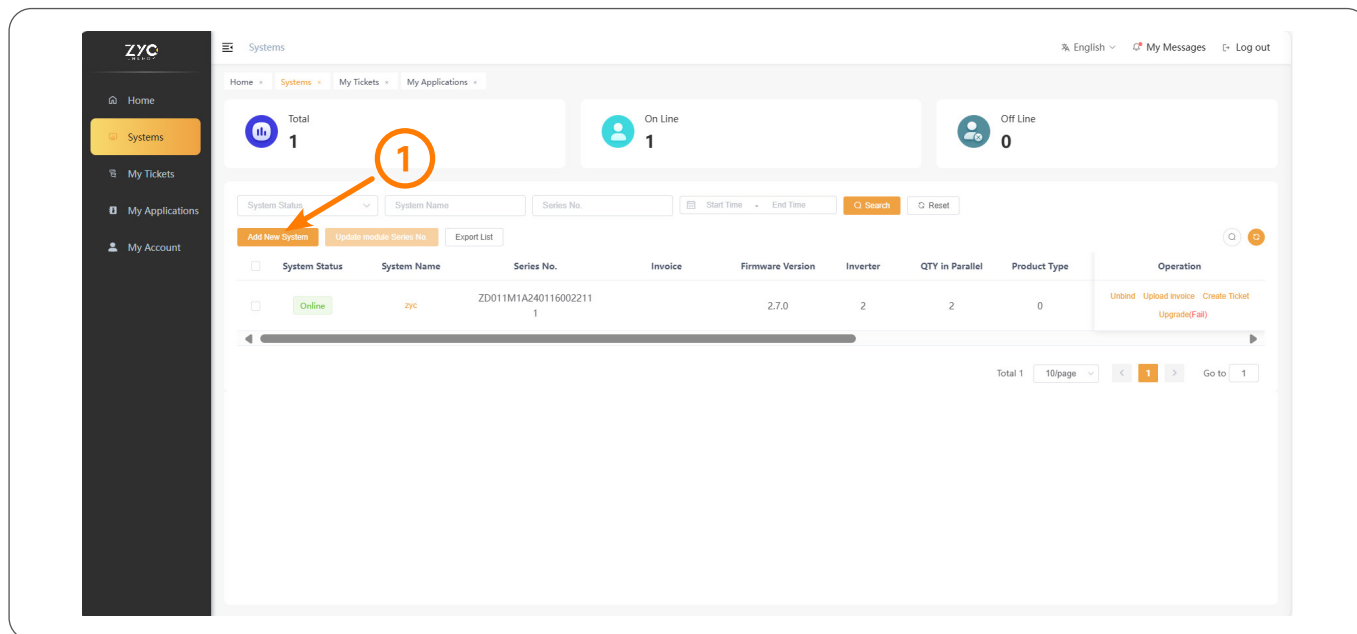 ZYC
ENERGY
Systems
English
My Messages
Log out
Home × Systems × My Tickets × My Applications ×
Home
Systems
My Tickets
My Applications
My Account
Total
1
On Line
1
Off Line
0
1
System Status
System Name
Series No.
Start Time - End Time
Search
Reset
Add New System
Update module Series No.
Export List
System Status System Name Series No. Invoice Firmware Version Inverter QTY in Parallel Product Type Operation
Online zyc ZD011M1A240116002211 2.7.0 2 2 0 Unbind Upload invoice Create Ticket
1 Upgrade(Fail)
Total 1 10/page < 1 > Go to 1